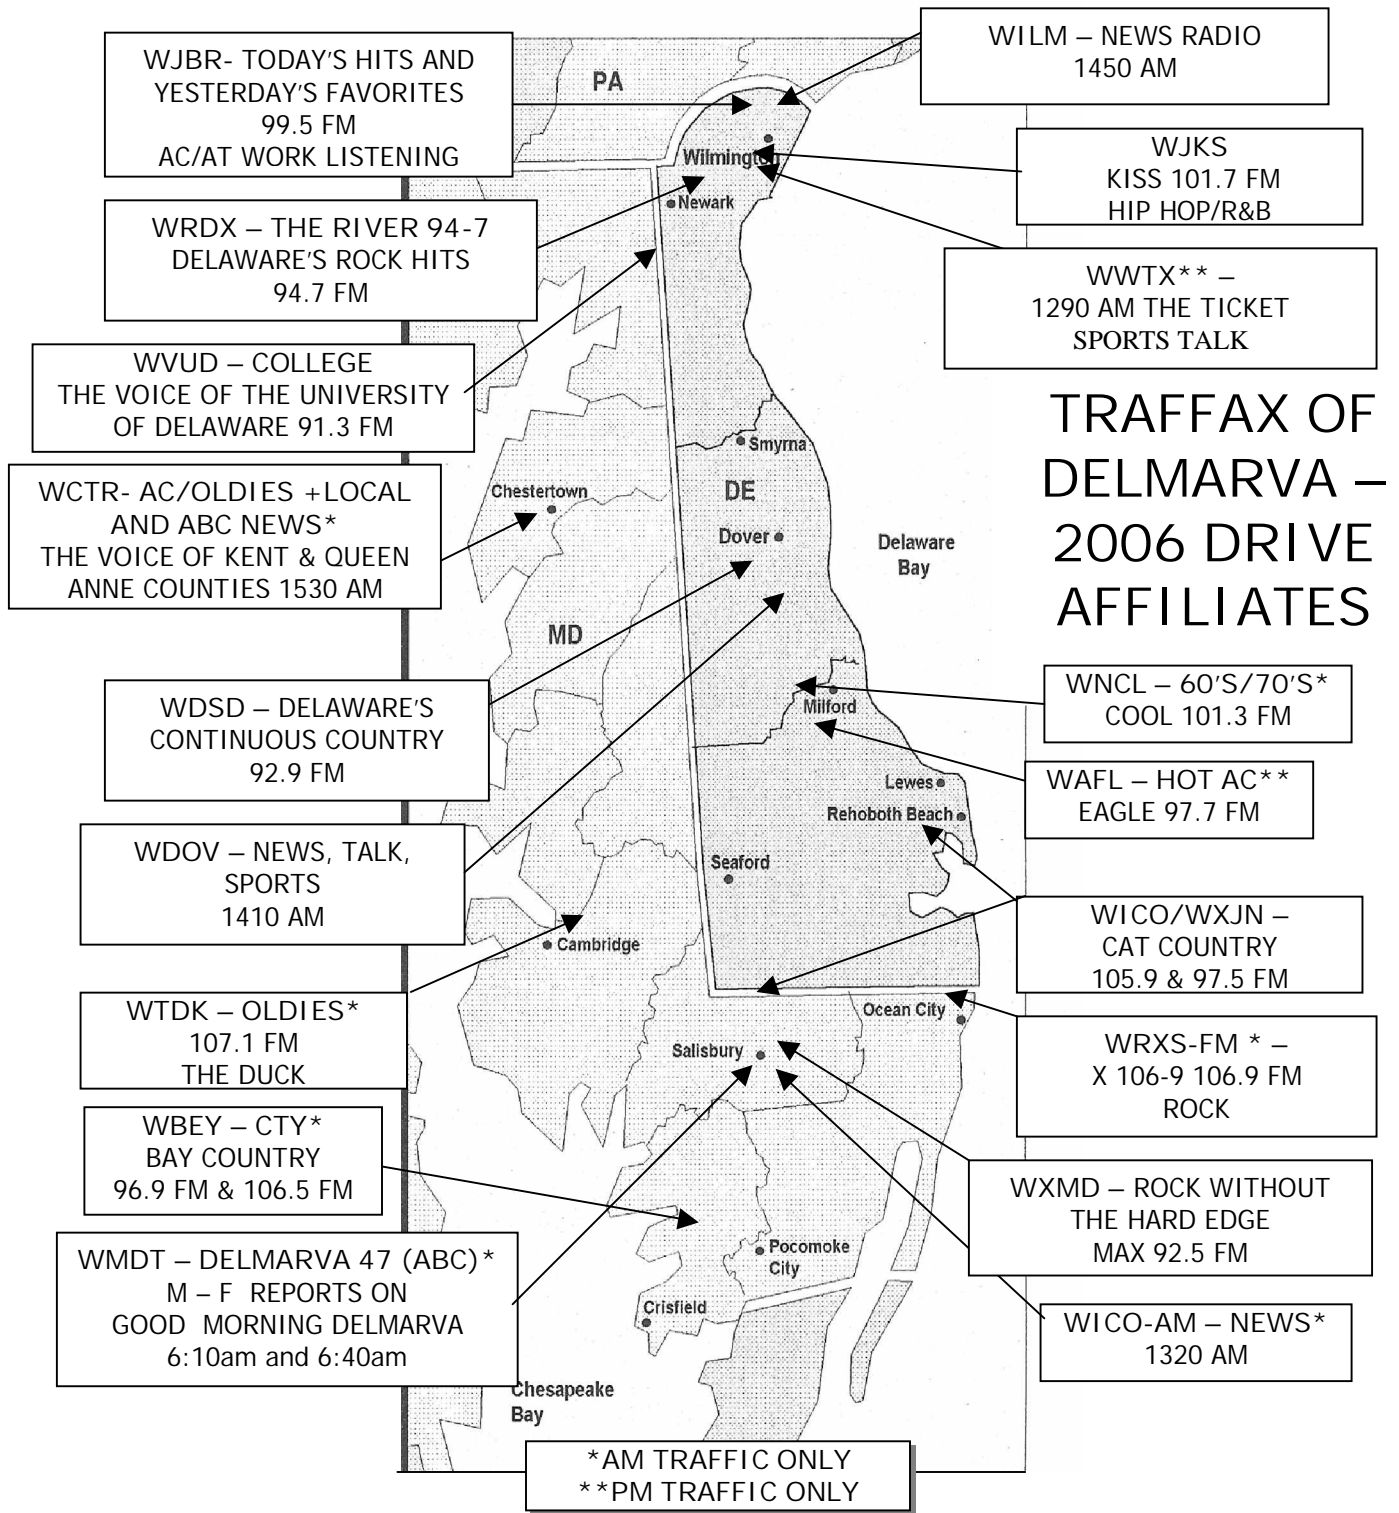 WJBR- TODAY'S HITS AND
YESTERDAY'S FAVORITES
99.5 FM
AC/AT WORK LISTENING
WRDX – THE RIVER 94-7
DELAWARE'S ROCK HITS
94.7 FM
WVUD – COLLEGE
THE VOICE OF THE UNIVERSITY
OF DELAWARE 91.3 FM
WCTR- AC/OLDIES +LOCAL
AND ABC NEWS*
THE VOICE OF KENT & QUEEN
ANNE COUNTIES 1530 AM
WDSD – DELAWARE'S
CONTINUOUS COUNTRY
92.9 FM
WDOV – NEWS, TALK,
SPORTS
1410 AM
WTDK – OLDIES*
107.1 FM
THE DUCK
WBEY – CTY*
BAY COUNTRY
96.9 FM & 106.5 FM
WMDT – DELMARVA 47 (ABC)*
M – F REPORTS ON
GOOD MORNING DELMARVA
6:10am and 6:40am
PA
Wilmington
Newark
Smyrna
DE
Chestertown
Dover
Delaware
Bay
MD
Milford
Lewes
Rehoboth Beach
Seaford
Cambridge
Ocean City
Salisbury
Pocomoke
City
Crisfield
Chesapeake
Bay
WILM – NEWS RADIO
1450 AM
WJKS
KISS 101.7 FM
HIP HOP/R&B
WWTX** –
1290 AM THE TICKET
SPORTS TALK
TRAFFAX OF
DELMARVA –
2006 DRIVE
AFFILIATES
WNCL – 60'S/70'S*
COOL 101.3 FM
WAFL – HOT AC**
EAGLE 97.7 FM
WICO/WXJN –
CAT COUNTRY
105.9 & 97.5 FM
WRXS-FM * –
X 106-9 106.9 FM
ROCK
WXMD – ROCK WITHOUT
THE HARD EDGE
MAX 92.5 FM
WICO-AM – NEWS*
1320 AM
*AM TRAFFIC ONLY
**PM TRAFFIC ONLY